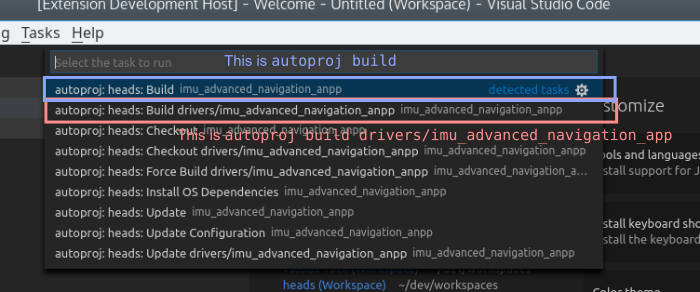 [Extension Development Host] - Welcome - Untitled (Workspace) - Visual Studio Code
Tasks Help
Select the task to run
This is autoproj build
autoproj: heads: Build imu_advanced_navigation_anpp detected tasks
autoproj: heads: Build drivers/imu_advanced_navigation_anpp imu_advanced_navigation_anpp
autoproj: heads: Checkout imu_advanced_navigation_anpp
This is autoproj build drivers/imu_advanced_navigation_app
autoproj: heads: Checkout drivers/imu_advanced_navigation_anpp imu_advanced_navigation_anpp
autoproj: heads: Force Build drivers/imu_advanced_navigation_anpp imu_advanced_navigation_a...
autoproj: heads: Install OS Dependencies imu_advanced_navigation_anpp
autoproj: heads: Update imu_advanced_navigation_anpp
autoproj: heads: Update Configuration imu_advanced_navigation_anpp
autoproj: heads: Update drivers/imu_advanced_navigation_anpp imu_advanced_navigation_anpp
heads (Workspace) ~/dev/workspaces
stomize
ols and languages
stall support for J
stall keyboard sho
stall the keyboard
Color theme